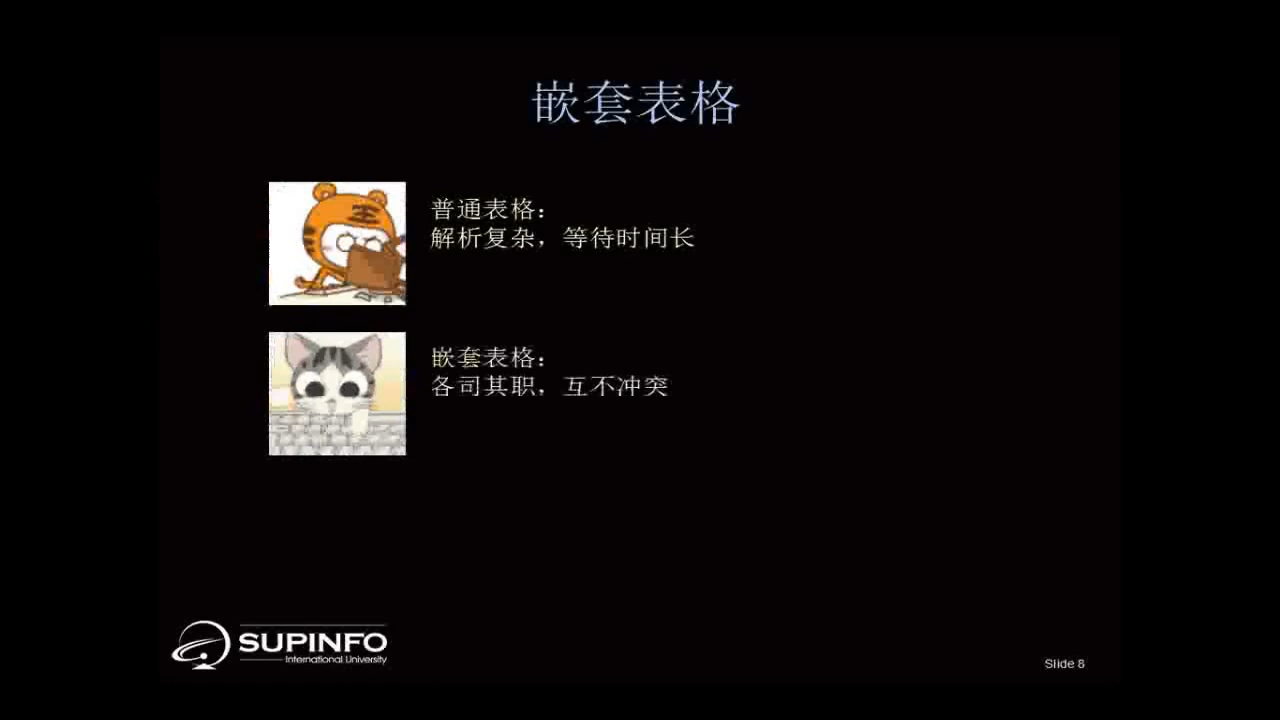 嵌套表格
普通表格：
解析复杂，等待时间长
嵌套表格：
各司其职，互不冲突
SUPINFO
International University
Slide 8